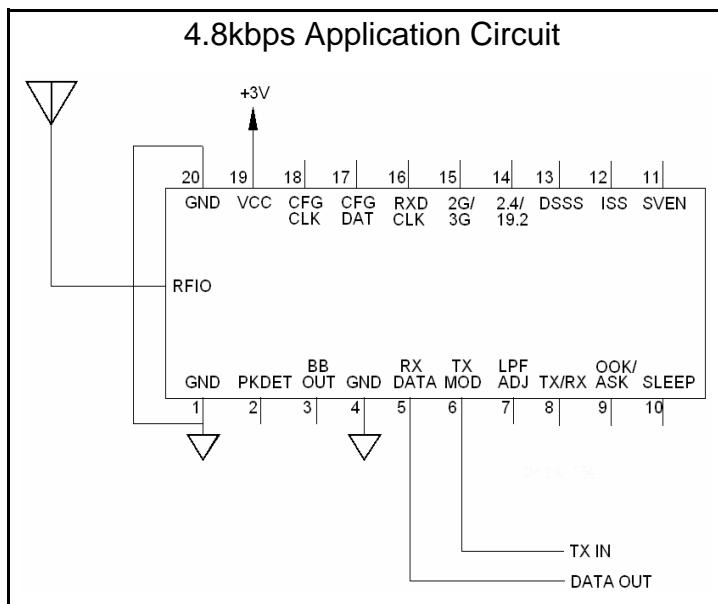 4.8kbps Application Circuit
+3V
20 19 18 17 16 15 14 13 12 11
GND VCC CFG CLK CFG DAT RXD CLK 2G/ 3G 2.4/ 19.2 DSSS ISS SVEN
RFIO
GND PKDET BB OUT GND RX DATA TX MOD LPF ADJ TX/RX OOK/ ASK SLEEP
1 2 3 4 5 6 7 8 9 10
TX IN
DATA OUT